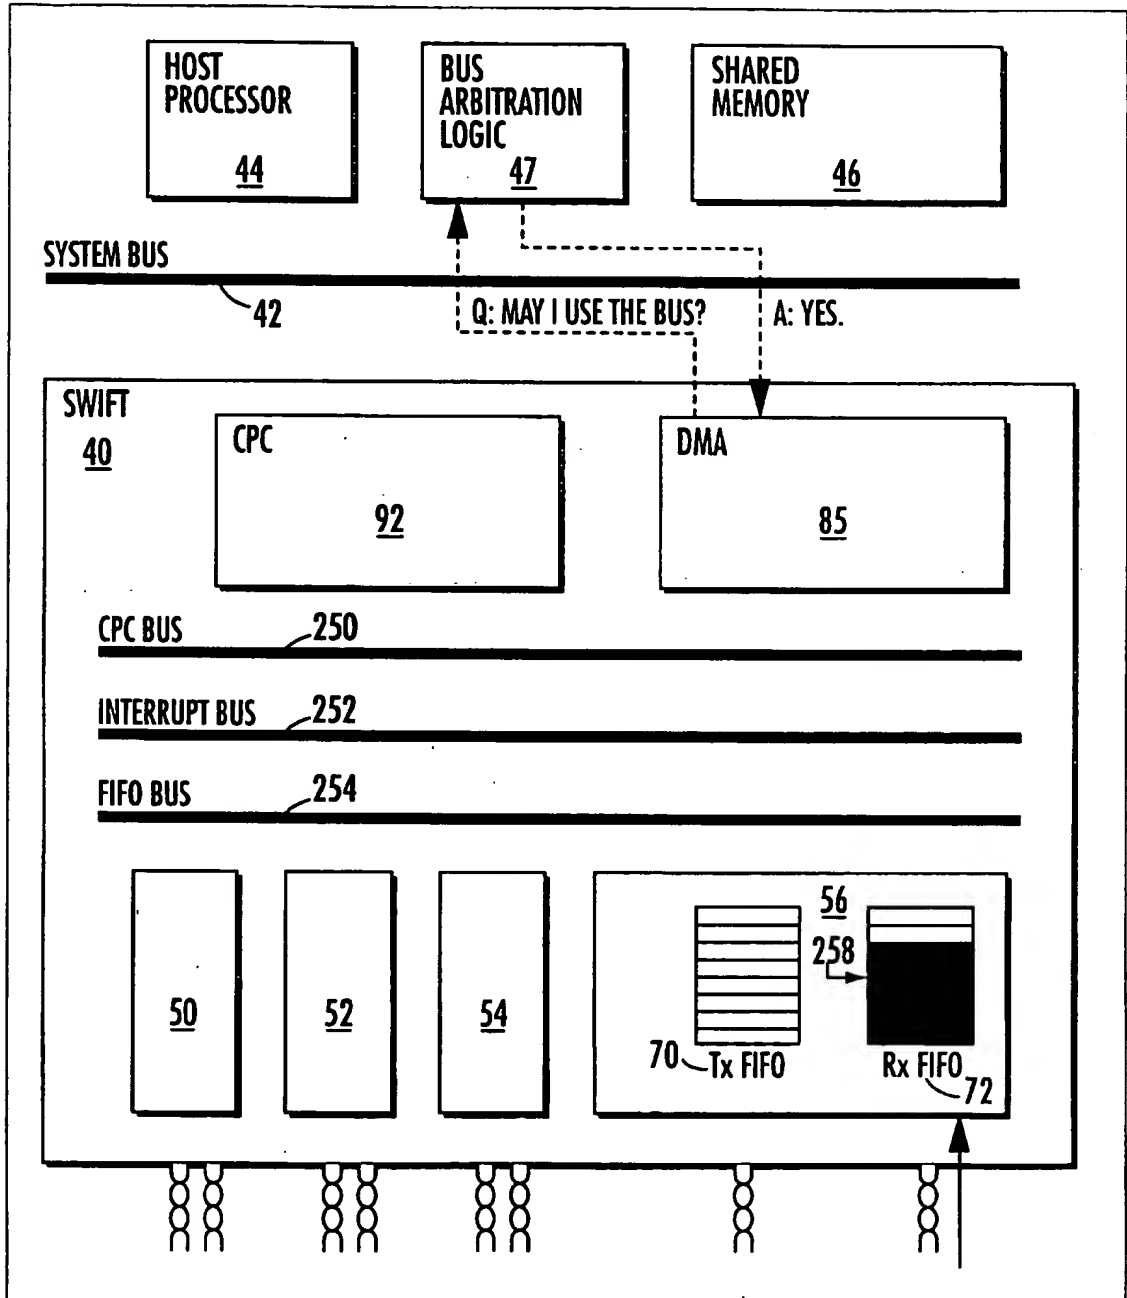 HOST
PROCESSOR
44
BUS
ARBITRATION
LOGIC
47
SHARED
MEMORY
46
SYSTEM BUS
42
Q: MAY I USE THE BUS?
A: YES.
SWIFT
40
CPC
92
DMA
85
CPC BUS
250
INTERRUPT BUS
252
FIFO BUS
254
50
52
54
56
258
70
Tx FIFO
Rx FIFO
72